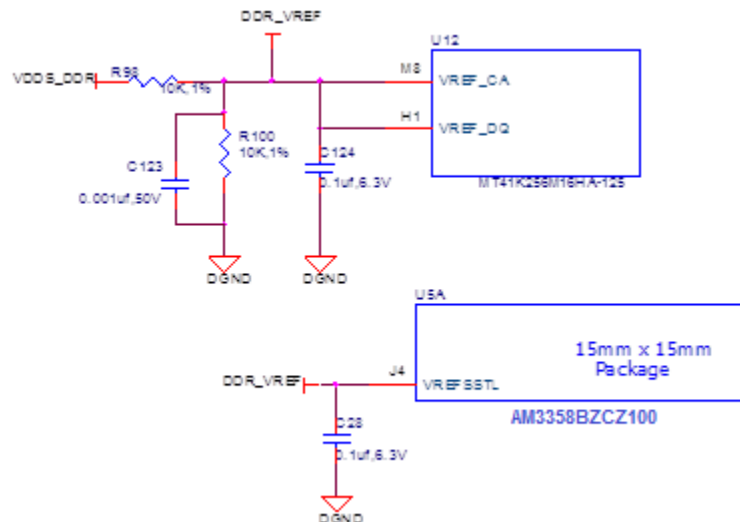 DDR_VREF
U12
VDDS_DDR
R98
10K,1%
M8
VREF_CA
H1
VREF_DQ
R100
10K,1%
C123
0.001uf,50V
C124
0.1uf,6.3V
MT41K256M16HA-125
DGND
DGND
U5A
15mm x 15mm
Package
DDR_VREF
J4
VREFSSTL
AM3358BZCZ100
C28
0.1uf,6.3V
DGND